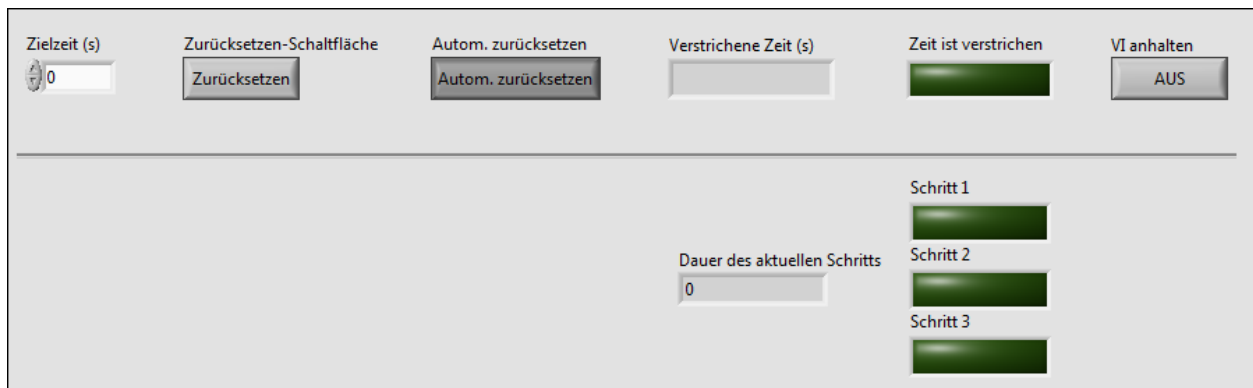 Zielzeit (s)
Zurücksetzen-Schaltfläche
Autom. zurücksetzen
Verstrichene Zeit (s)
Zeit ist verstrichen
VI anhalten
0
Zurücksetzen
Autom. zurücksetzen
AUS
Schritt 1
Dauer des aktuellen Schritts
Schritt 2
0
Schritt 3